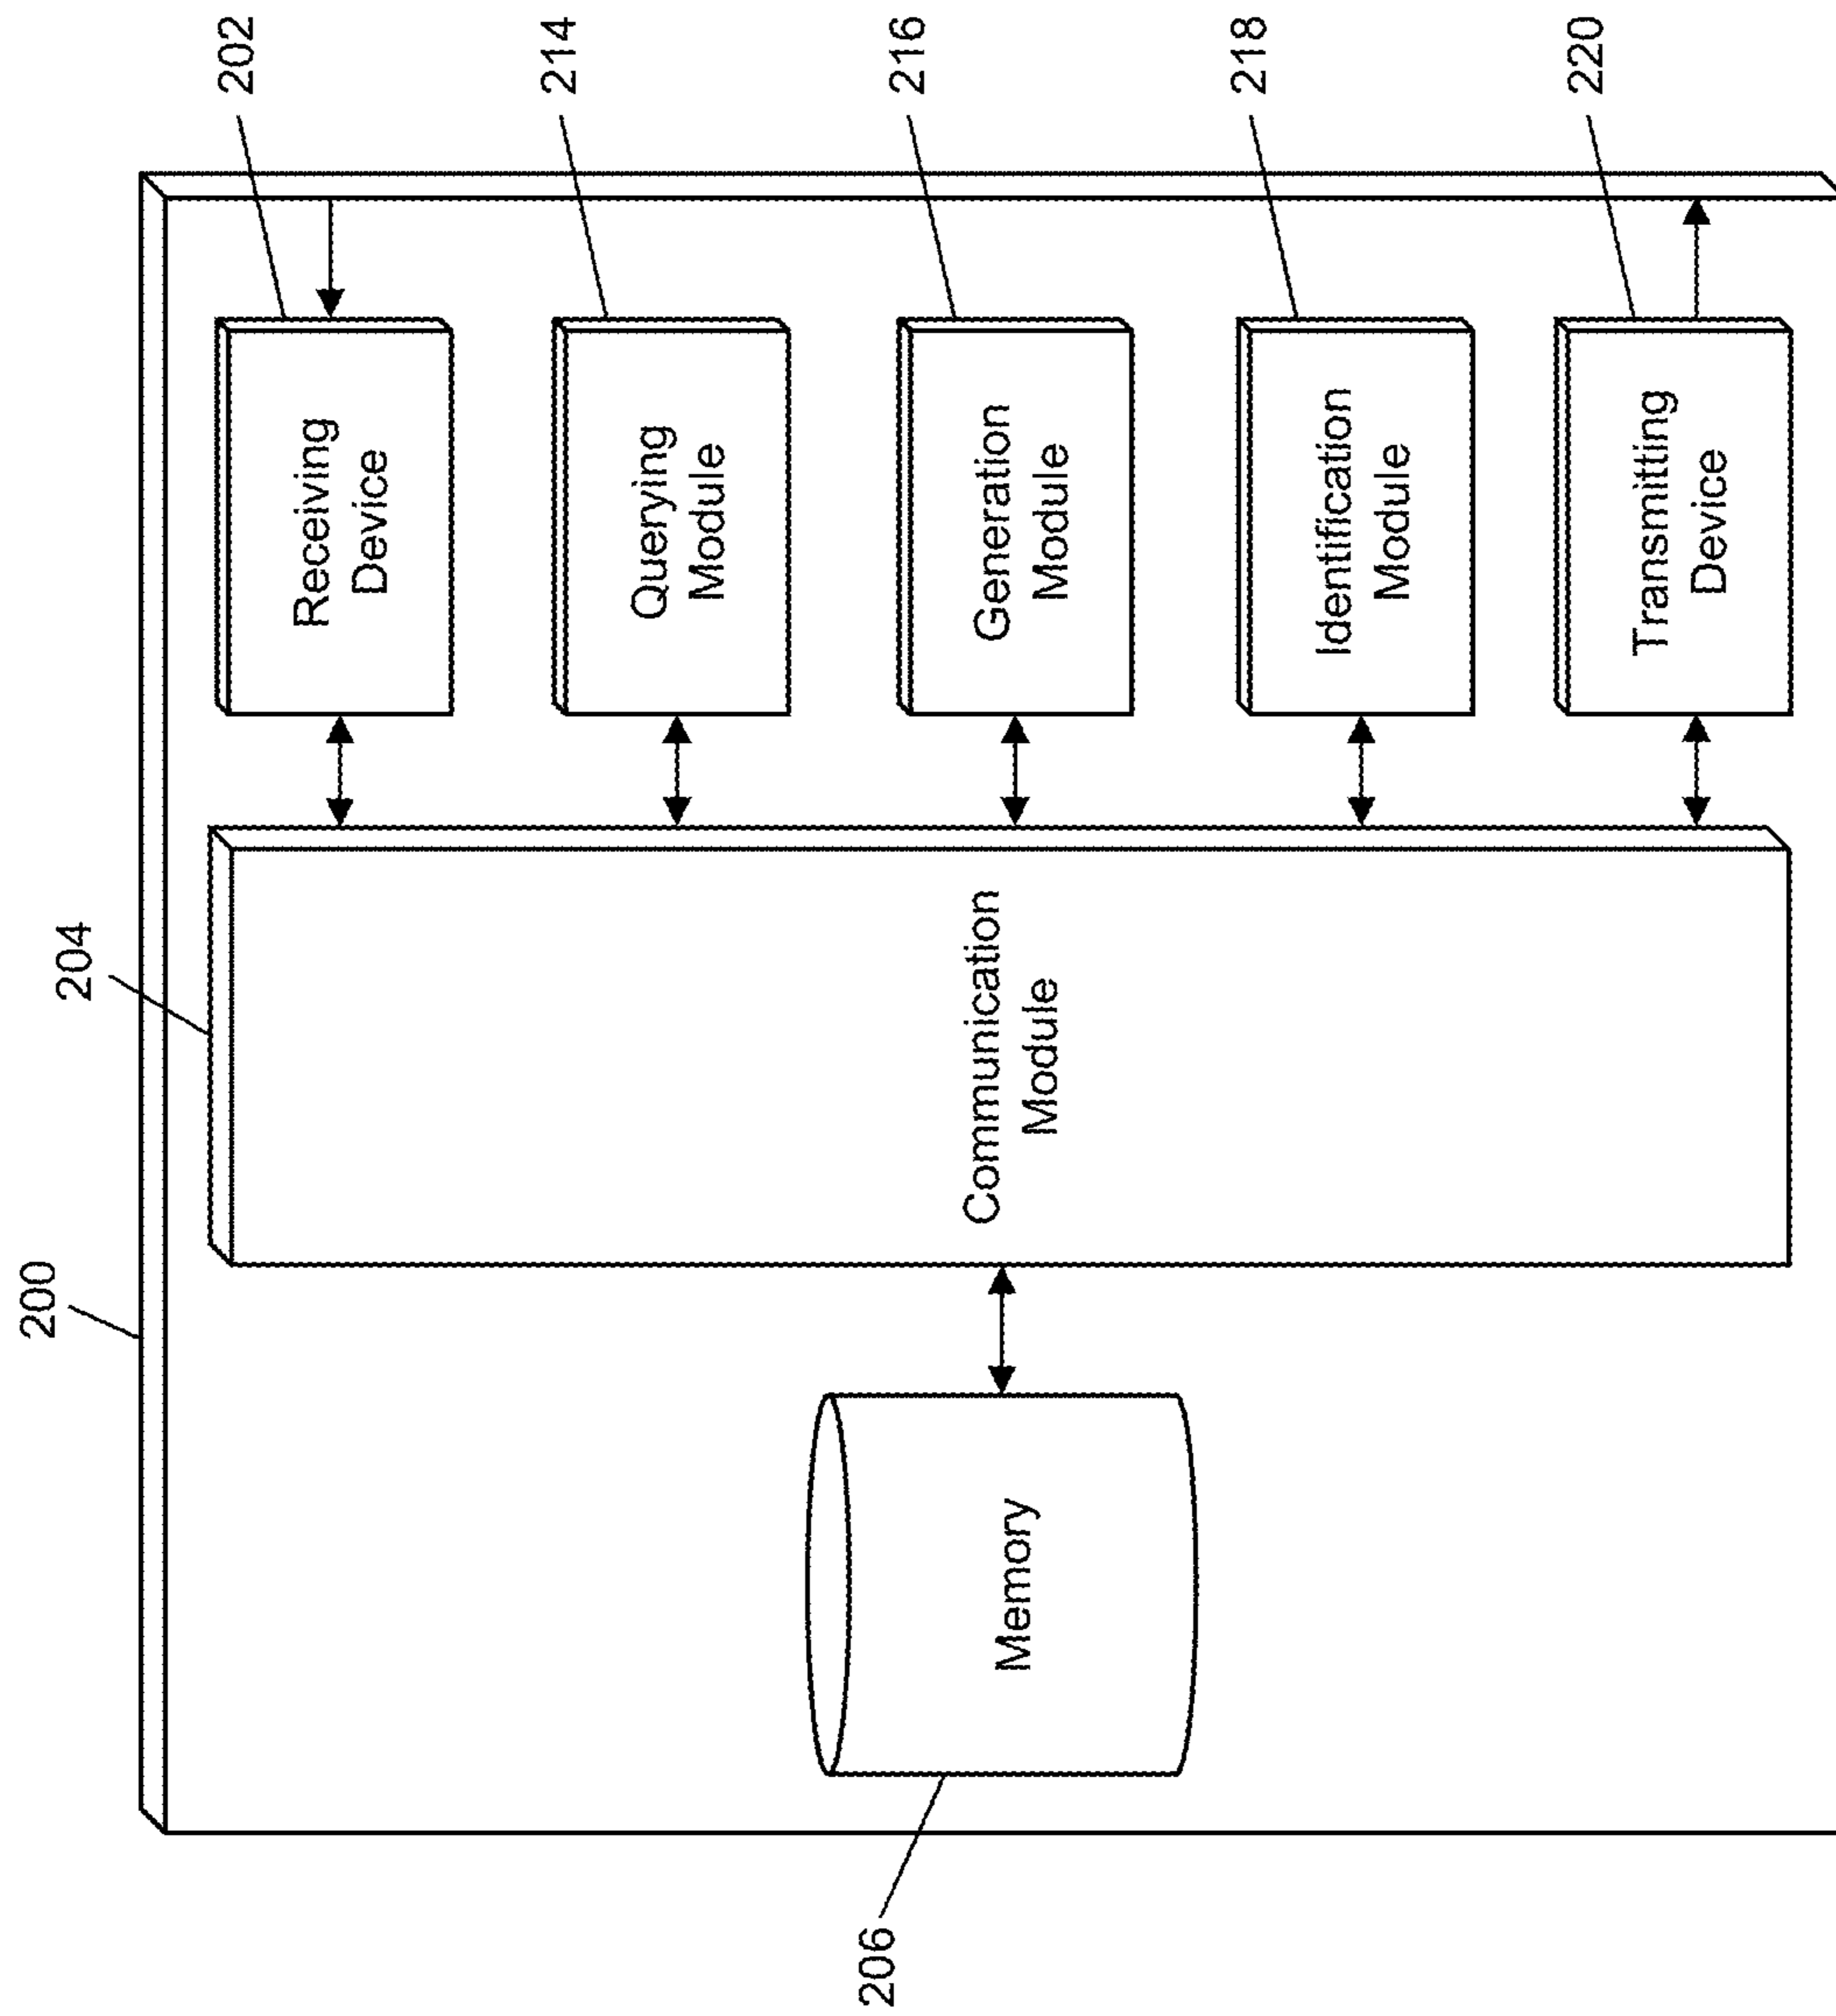 200
204
206
Memory
Communication
Module
Receiving
Device
202
Querying
Module
214
Generation
Module
216
Identification
Module
218
Transmitting
Device
220